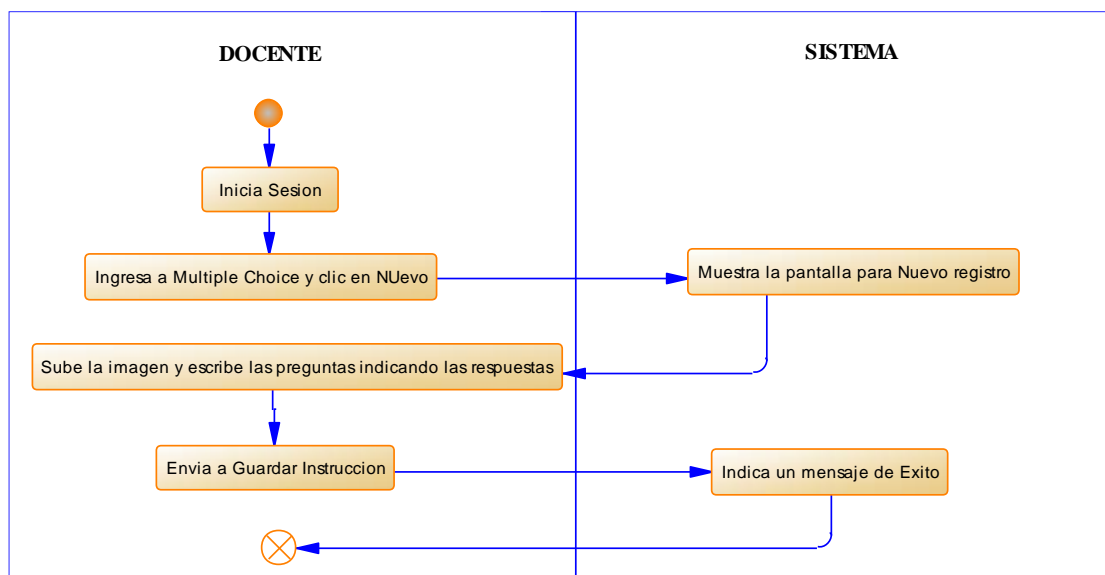 DOCENTE
SISTEMA
Inicia Sesion
Ingresa a Multiple Choice y clic en NUevo
Muestra la pantalla para Nuevo registro
Sube la imagen y escribe las preguntas indicando las respuestas
Envia a Guardar Instruccion
Indica un mensaje de Exito